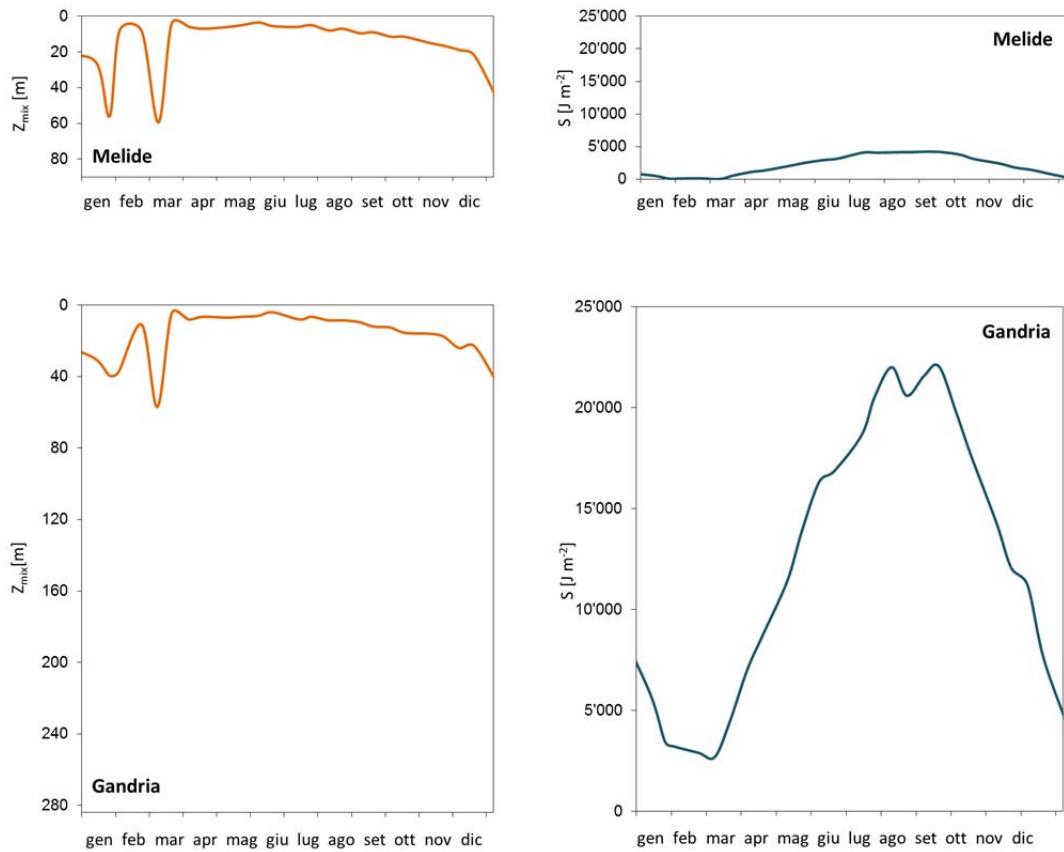 0
20
40
60
80
Z_mix [m]
Melide
gen feb mar apr mag giu lug ago set ott nov dic
25'000
20'000
15'000
10'000
5'000
0
S [J m⁻²]
Melide
gen feb mar apr mag giu lug ago set ott nov dic
0
40
80
120
160
200
240
280
Z_mix[m]
Gandria
gen feb mar apr mag giu lug ago set ott nov dic
25'000
20'000
15'000
10'000
5'000
0
S [J m⁻²]
Gandria
gen feb mar apr mag giu lug ago set ott nov dic